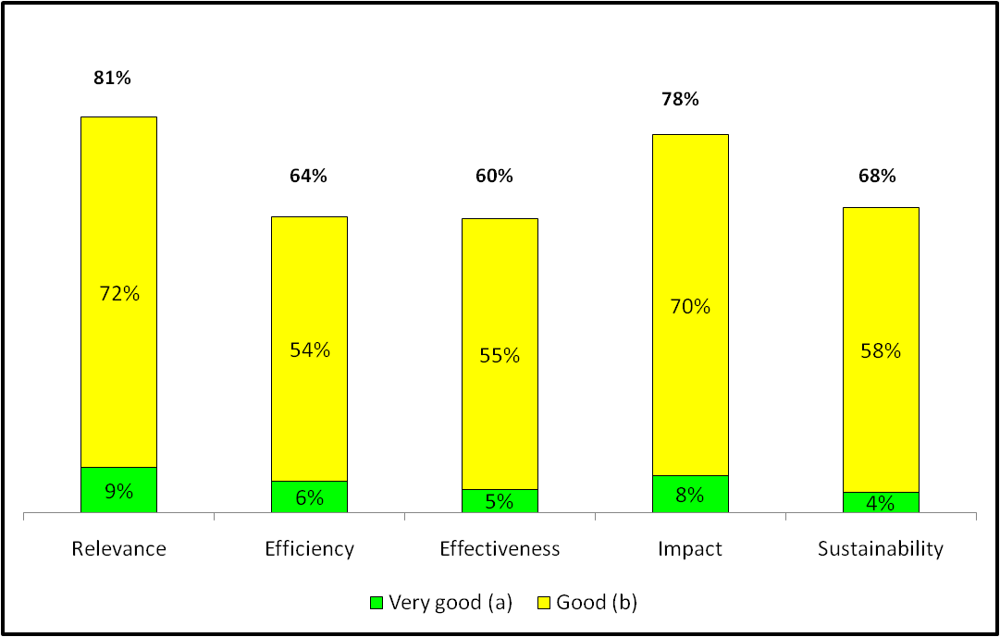 81%
78%
64%
60%
68%
72%
70%
54%
55%
58%
9%
6%
5%
8%
4%
Relevance
Efficiency
Effectiveness
Impact
Sustainability
Very good (a)
Good (b)